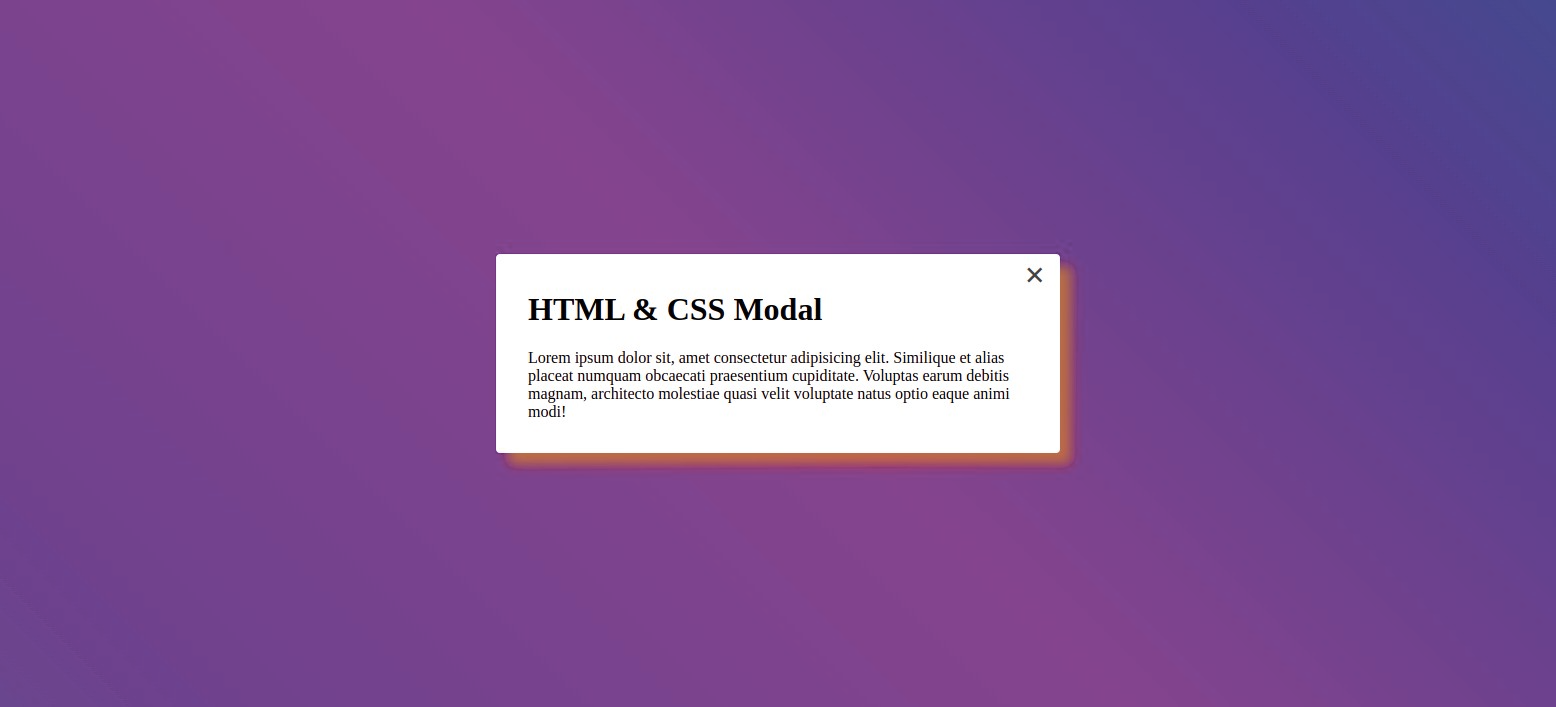 ✕
HTML & CSS Modal
Lorem ipsum dolor sit, amet consectetur adipisicing elit. Similique et alias
placeat numquam obcaecati praesentium cupiditate. Voluptas earum debitis
magnam, architecto molestiae quasi velit voluptate natus optio eaque animi
modi!